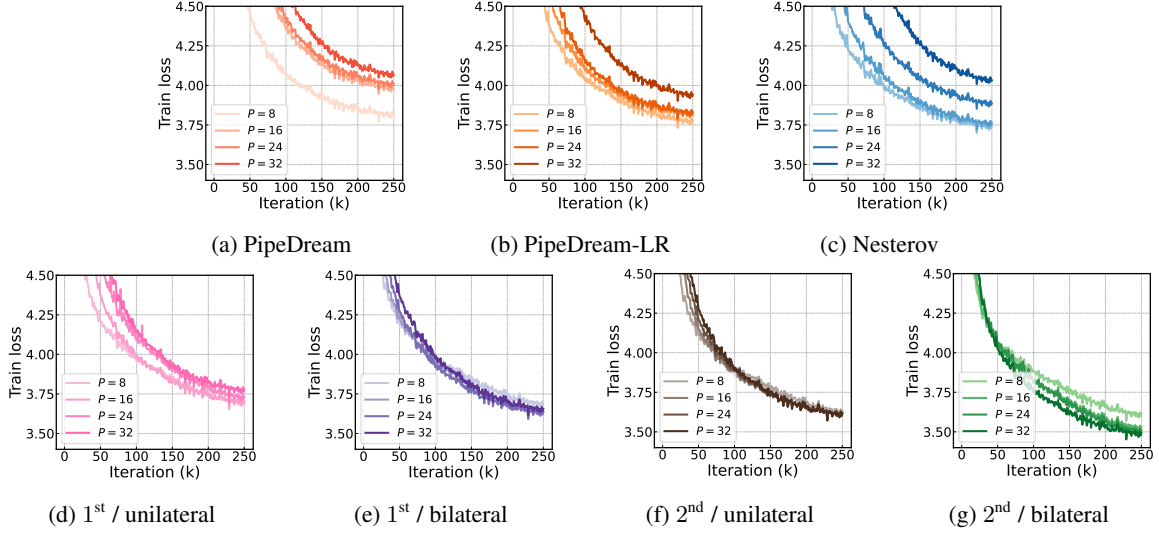 4.50
4.25
4.00
3.75
3.50
Train loss
P = 8
P = 16
P = 24
P = 32
0 50 100 150 200 250
Iteration (k)
(a) PipeDream
4.50
4.25
4.00
3.75
3.50
Train loss
P = 8
P = 16
P = 24
P = 32
0 50 100 150 200 250
Iteration (k)
(b) PipeDream-LR
4.50
4.25
4.00
3.75
3.50
Train loss
P = 8
P = 16
P = 24
P = 32
0 50 100 150 200 250
Iteration (k)
(c) Nesterov
4.50
4.25
4.00
3.75
3.50
Train loss
P = 8
P = 16
P = 24
P = 32
0 50 100 150 200 250
Iteration (k)
(d) 1st / unilateral
4.50
4.25
4.00
3.75
3.50
Train loss
P = 8
P = 16
P = 24
P = 32
0 50 100 150 200 250
Iteration (k)
(e) 1st / bilateral
4.50
4.25
4.00
3.75
3.50
Train loss
P = 8
P = 16
P = 24
P = 32
0 50 100 150 200 250
Iteration (k)
(f) 2nd / unilateral
4.50
4.25
4.00
3.75
3.50
Train loss
P = 8
P = 16
P = 24
P = 32
0 50 100 150 200 250
Iteration (k)
(g) 2nd / bilateral